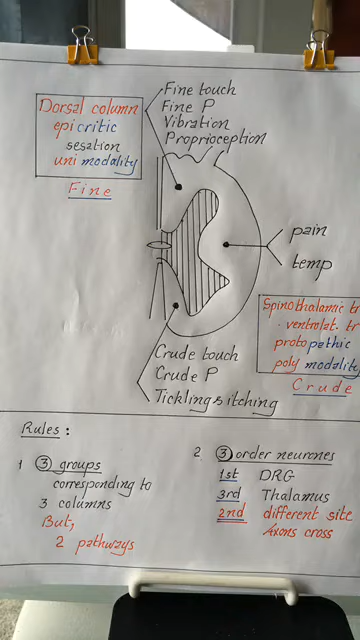 Fine touch
Fine P
Vibration
Proprioception
Dorsal column
epicritic
sesation
unimodality
Fine
pain
temp
Spinothalamic tr
. ventrolat. tr
protopathic
poly modality
Crude
Crude touch
Crude P
Tickling&itching
Rules:
1 3 groups
corresponding to
3 columns
But,
2 pathways
2 3 order neurones
1st DRG
3rd Thalamus
2nd different site
Axons cross